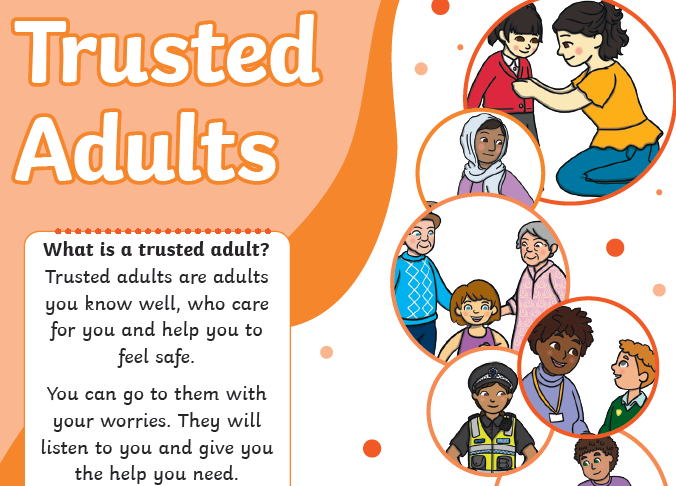 Trusted
Adults
What is a trusted adult?
Trusted adults are adults
you know well, who care
for you and help you to
feel safe.
You can go to them with
your worries. They will
listen to you and give you
the help you need.